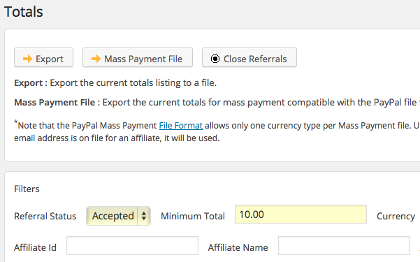 Totals
Export Mass Payment File Close Referrals
Export : Export the current totals listing to a file.
Mass Payment File : Export the current totals for mass payment compatible with the PayPal file
*Note that the PayPal Mass Payment File Format allows only one currency type per Mass Payment file. U
email address is on file for an affiliate, it will be used.
Filters
Referral Status Accepted Minimum Total 10.00 Currency
Affiliate Id Affiliate Name